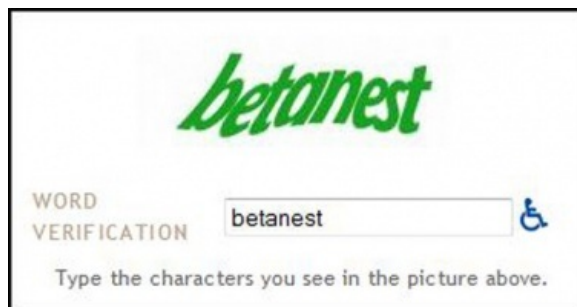 betanest
WORD
VERIFICATION
betanest
Type the characters you see in the picture above.